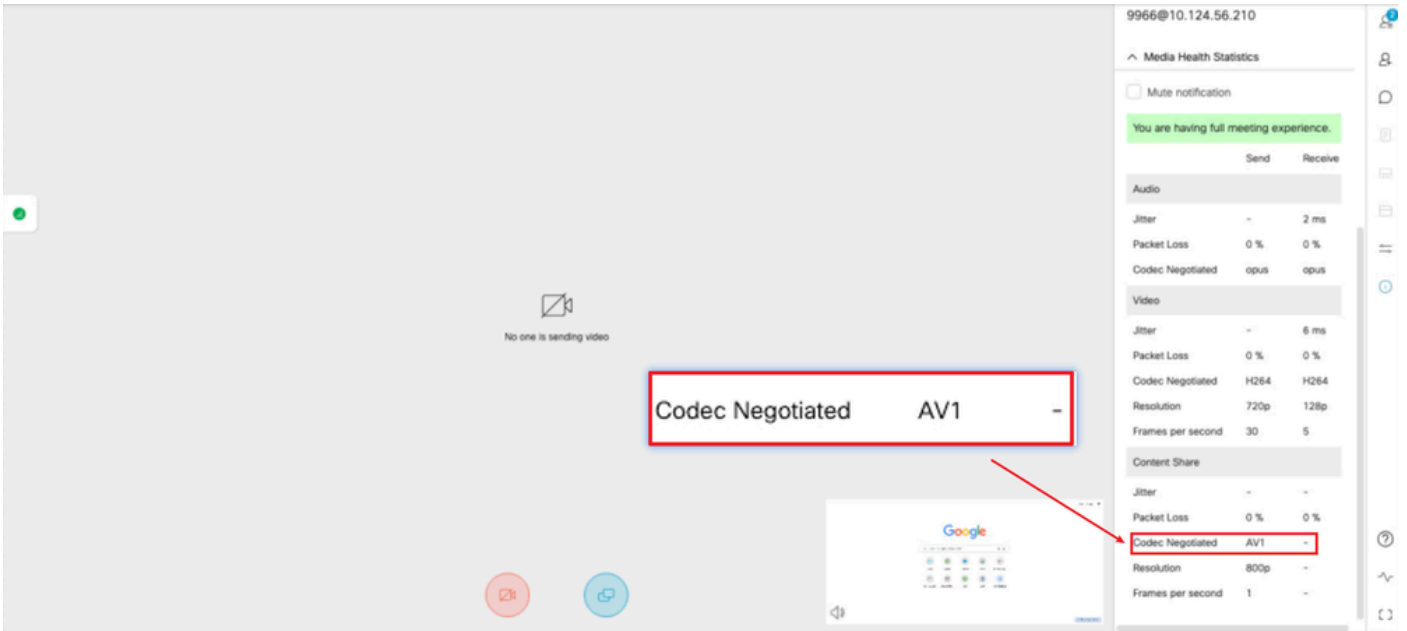 9966@10.124.56.210
2
Media Health Statistics
Mute notification
You are having full meeting experience.
Send Receive
Audio
Jitter - 2 ms
Packet Loss 0 % 0 %
Codec Negotiated opus opus
Video
Jitter - 6 ms
Packet Loss 0 % 0 %
Codec Negotiated H264 H264
Resolution 720p 128p
Frames per second 30 5
Content Share
Jitter - -
Packet Loss 0 % 0 %
Codec Negotiated AV1 -
Resolution 800p -
Frames per second 1 -
No one is sending video
Codec Negotiated AV1 -
Google